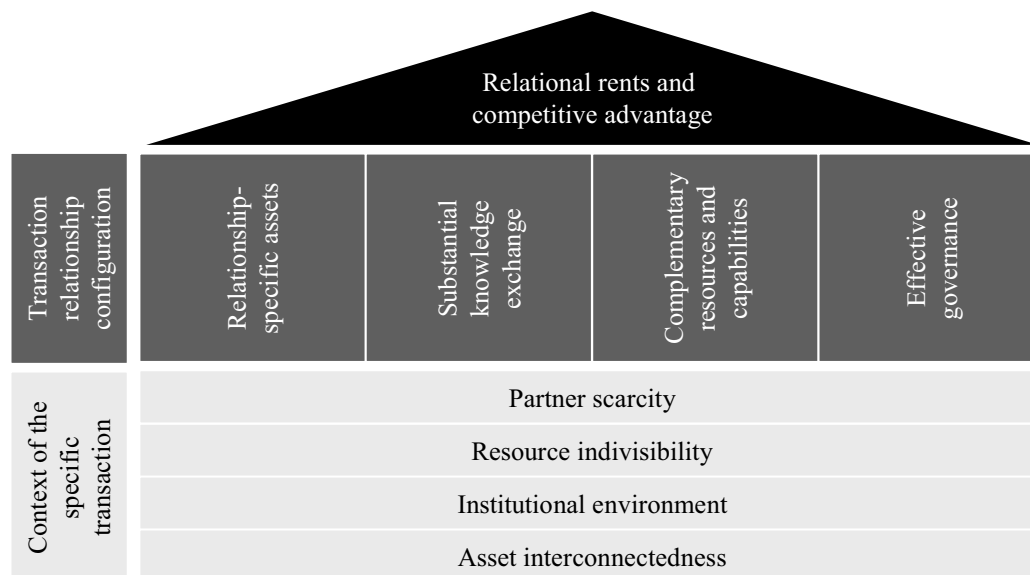 Relational rents and
competitive advantage
Transaction
relationship
configuration
Relationship-
specific assets
Substantial
knowledge
exchange
Complementary
resources and
capabilities
Effective
governance
Context of the
specific
transaction
Partner scarcity
Resource indivisibility
Institutional environment
Asset interconnectedness